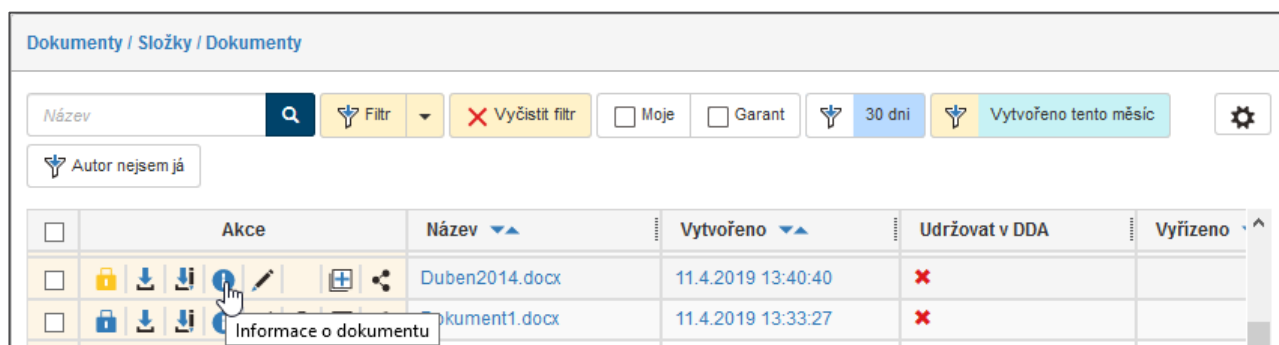 Dokumenty / Složky / Dokumenty
Název Filtr Vyčistit filtr Moje Garant 30 dni Vytvořeno tento měsíc
Autor nejsem já
Akce Název Vytvořeno Udržovat v DDA Vyřízeno
Duben2014.docx 11.4.2019 13:40:40
Dokument1.docx 11.4.2019 13:33:27
Informace o dokumentu